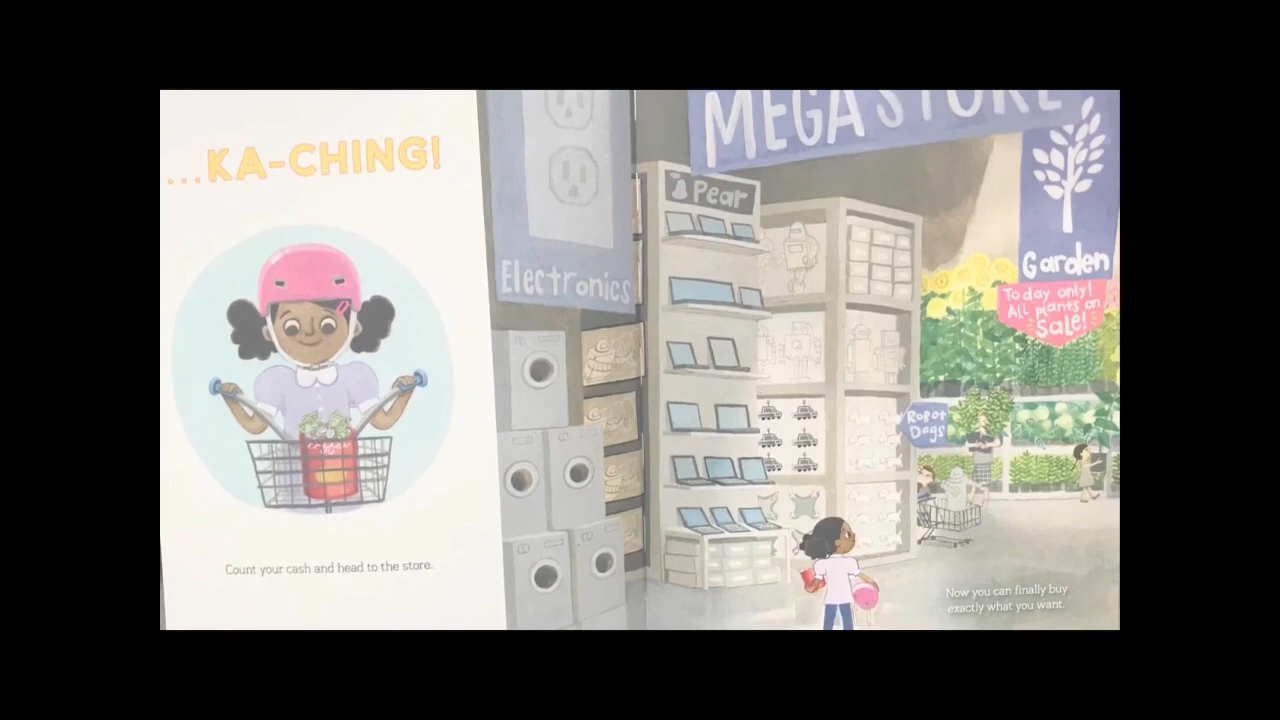 ...KA-CHING!
Count your cash and head to the store.
MEGA STORE
Electronics
Pear
Garden
Today only!
ALL plants on
Sale!
Robot
Dogs
Now you can finally buy
exactly what you want.